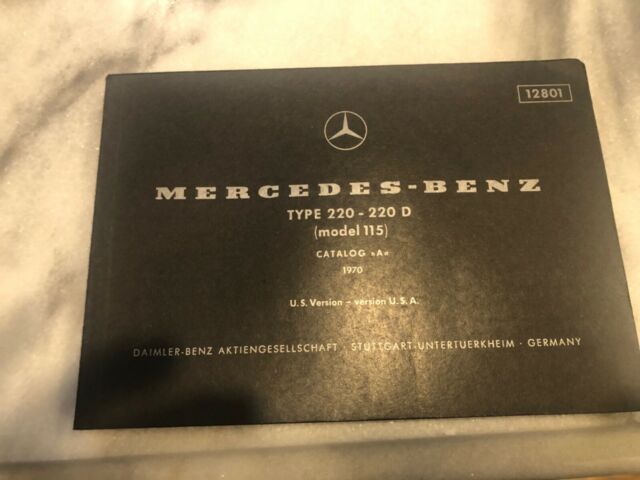 12801
MERCEDES-BENZ
TYPE 220 - 220 D
(model 115)
CATALOG »A«
1970
U.S. Version – version U.S.A.
DAIMLER-BENZ AKTIENGESELLSCHAFT · STUTTGART-UNTERTUERKHEIM · GERMANY